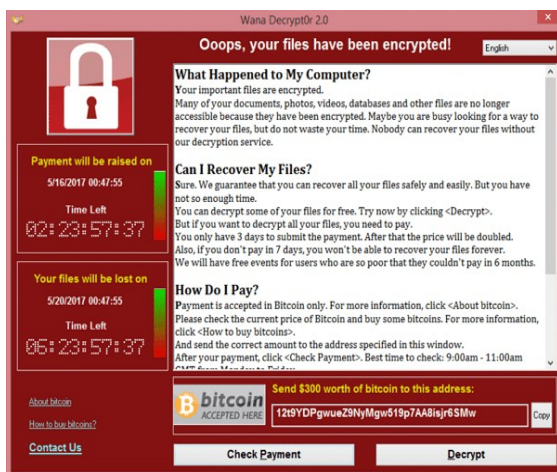 Wana Decrypt0r 2.0
Ooops, your files have been encrypted!
English
What Happened to My Computer?
Your important files are encrypted.
Many of your documents, photos, videos, databases and other files are no longer
accessible because they have been encrypted. Maybe you are busy looking for a way to
recover your files, but do not waste your time. Nobody can recover your files without
our decryption service.
Can I Recover My Files?
Sure. We guarantee that you can recover all your files safely and easily. But you have
not so enough time.
You can decrypt some of your files for free. Try now by clicking <Decrypt>.
But if you want to decrypt all your files, you need to pay.
You only have 3 days to submit the payment. After that the price will be doubled.
Also, if you don't pay in 7 days, you won't be able to recover your files forever.
We will have free events for users who are so poor that they couldn't pay in 6 months.
How Do I Pay?
Payment is accepted in Bitcoin only. For more information, click <About bitcoin>.
Please check the current price of Bitcoin and buy some bitcoins. For more information,
click <How to buy bitcoins>.
And send the correct amount to the address specified in this window.
After your payment, click <Check Payment>. Best time to check: 9:00am - 11:00am
GMT from Monday to Friday.
Payment will be raised on
5/16/2017 00:47:55
Time Left
02:23:57:37
Your files will be lost on
5/20/2017 00:47:55
Time Left
06:23:57:37
About bitcoin
How to buy bitcoins?
Contact Us
bitcoin
ACCEPTED HERE
Send $300 worth of bitcoin to this address:
12t9YDPgwueZ9NyMgw519p7AA8isjr6SMw
Copy
Check Payment
Decrypt